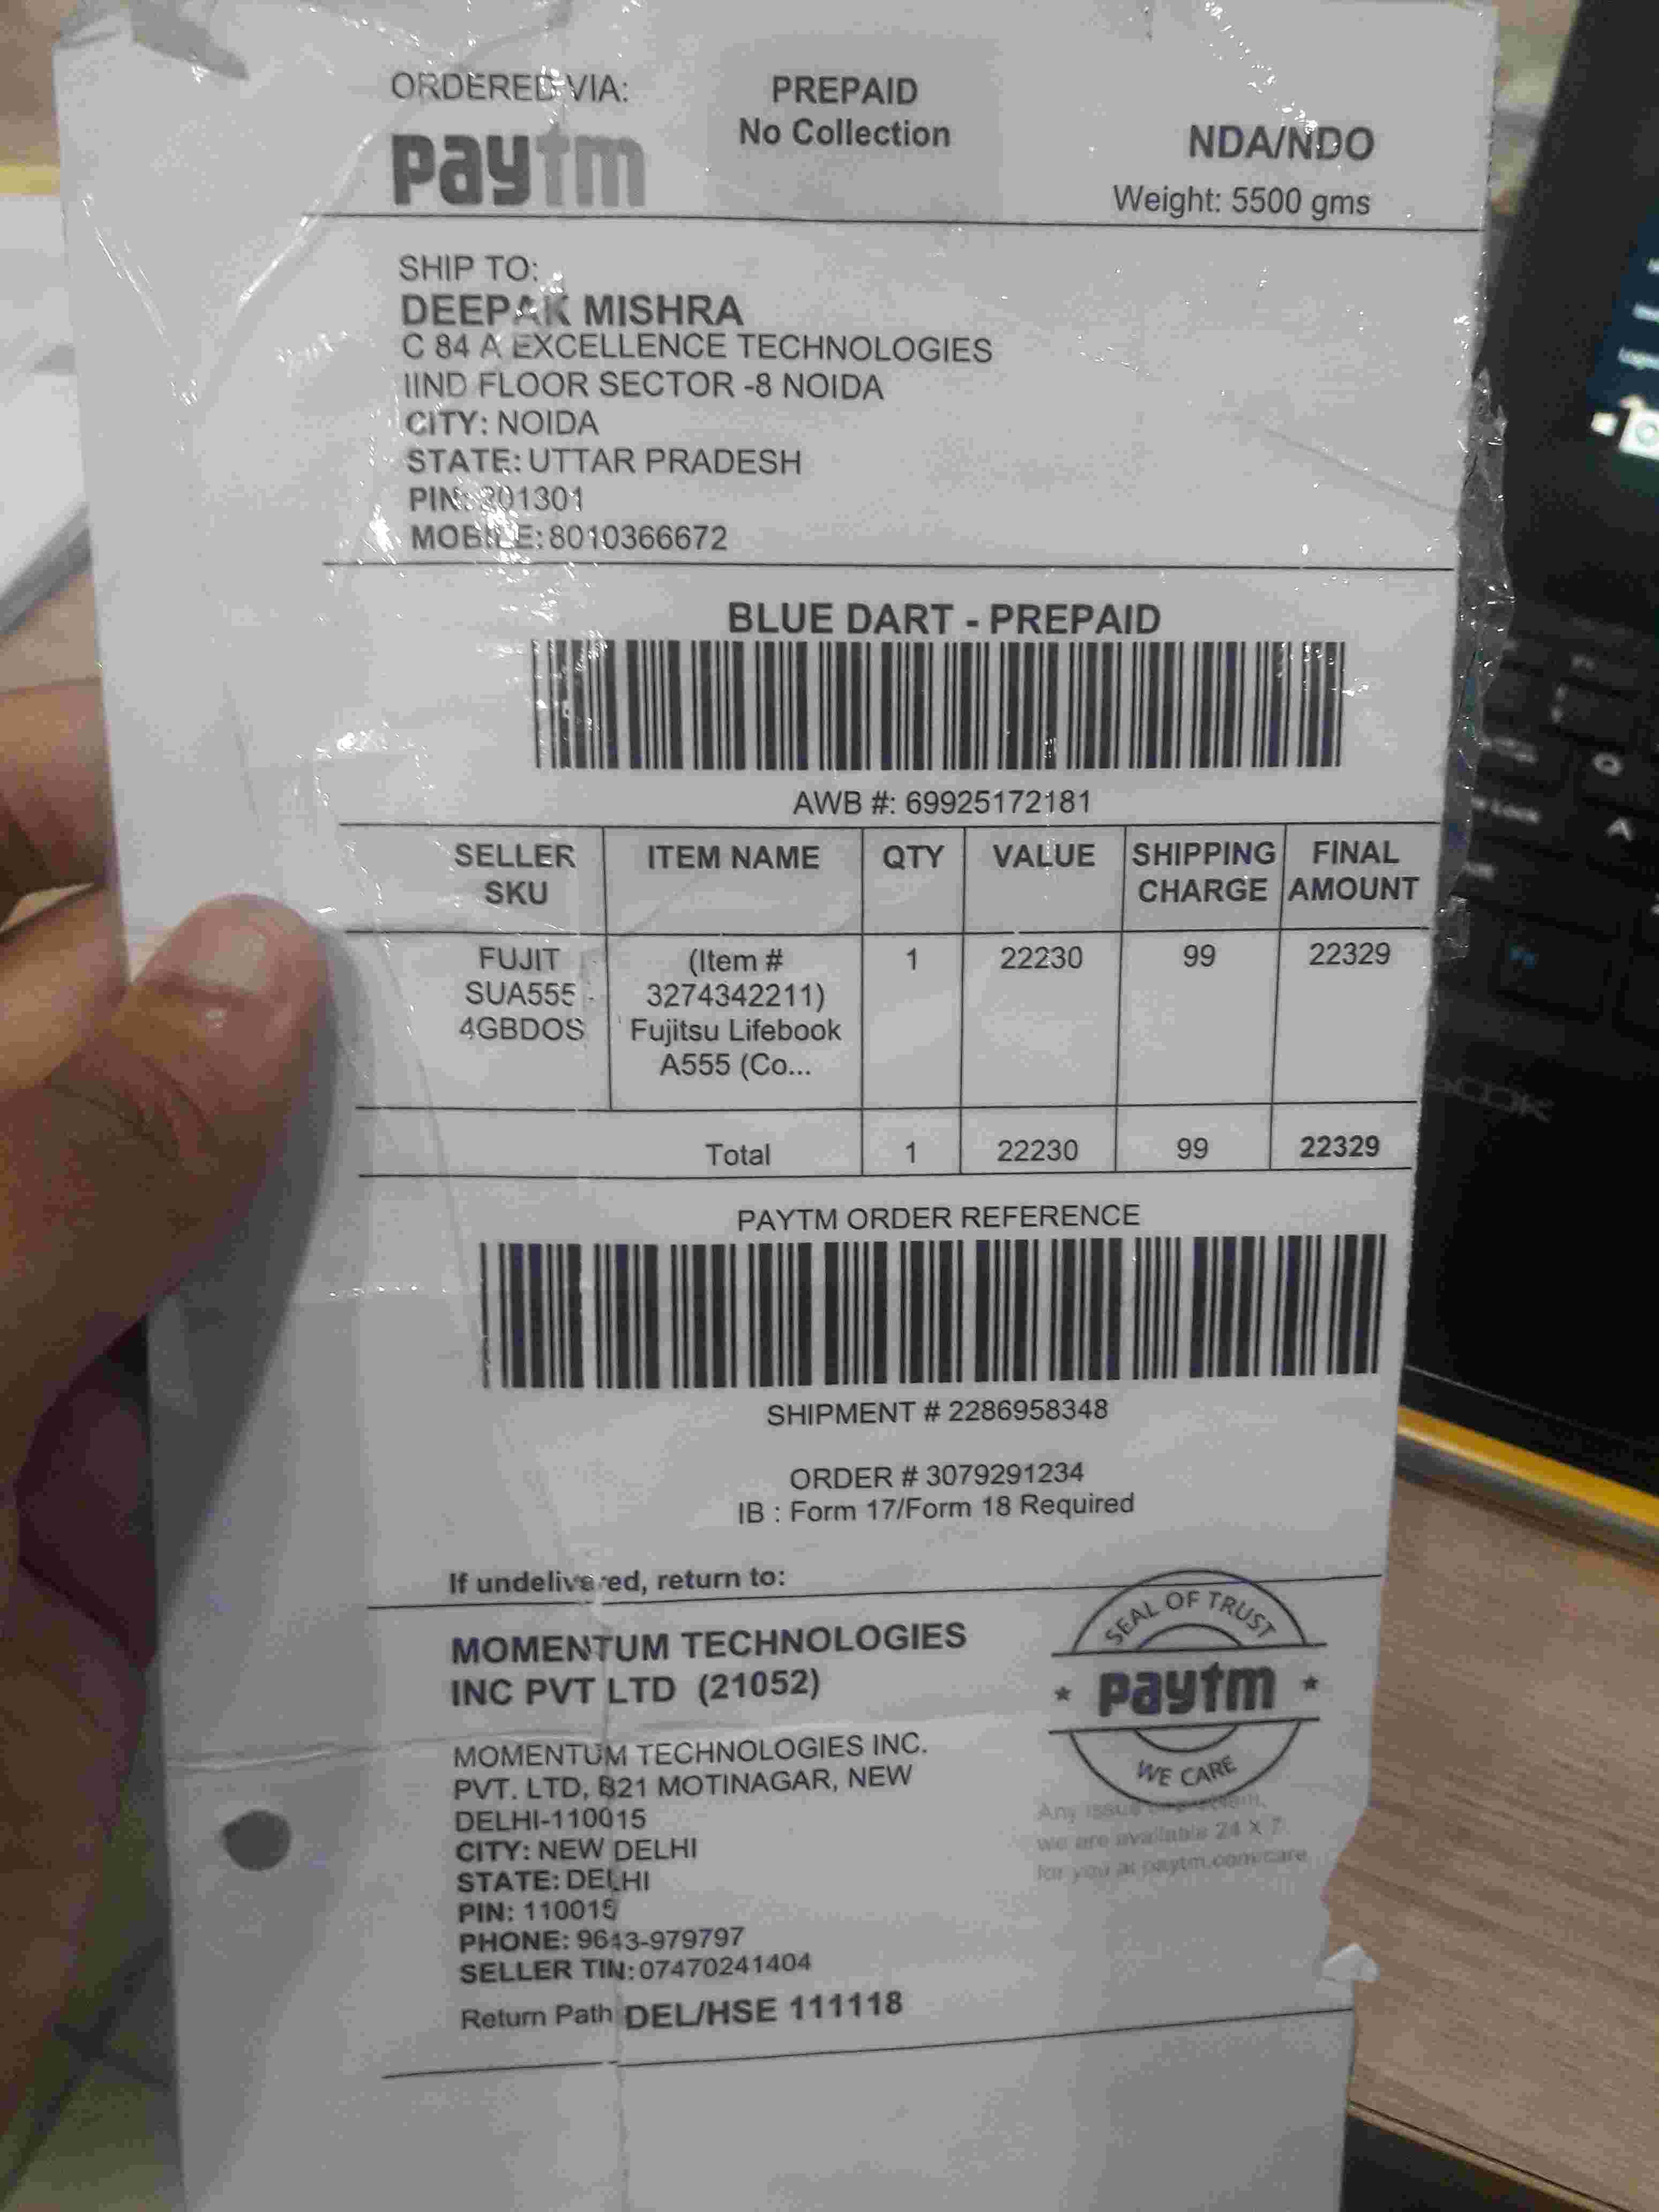 ORDERED VIA:
paytm
PREPAID
No Collection
NDA/NDO
Weight: 5500 gms
SHIP TO:
DEEPAK MISHRA
C 84 A EXCELLENCE TECHNOLOGIES
IIND FLOOR SECTOR -8 NOIDA
CITY: NOIDA
STATE: UTTAR PRADESH
PIN: 201301
MOBILE: 8010366672
BLUE DART - PREPAID
AWB #: 69925172181
SELLER SKU ITEM NAME QTY VALUE SHIPPING CHARGE FINAL AMOUNT
FUJIT (Item # 1 22230 99 22329
SUA555 - 3274342211)
4GBDOS Fujitsu Lifebook
A555 (Co...
Total 1 22230 99 22329
PAYTM ORDER REFERENCE
SHIPMENT # 2286958348
ORDER # 3079291234
IB : Form 17/Form 18 Required
If undelivered, return to:
MOMENTUM TECHNOLOGIES
INC PVT LTD (21052)
MOMENTUM TECHNOLOGIES INC.
PVT. LTD, B21 MOTINAGAR, NEW
DELHI-110015
CITY: NEW DELHI
STATE: DELHI
PIN: 110015
PHONE: 9643-979797
SELLER TIN: 07470241404
Return Path DEL/HSE 111118
SEAL OF TRUST
paytm
WE CARE
Any issue or problem,
we are available 24 X 7
for you at paytm.com/care